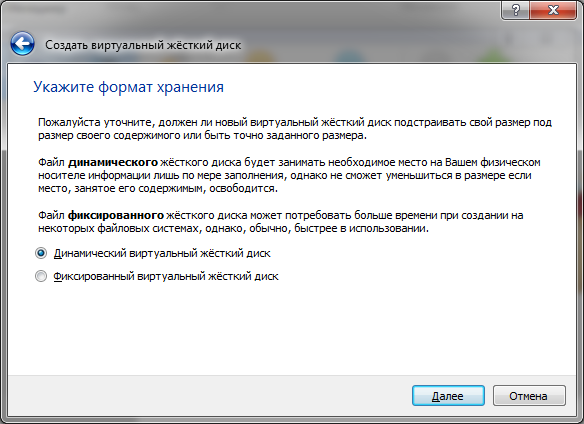 Создать виртуальный жёсткий диск
Укажите формат хранения
Пожалуйста уточните, должен ли новый виртуальный жёсткий диск подстраивать свой размер под
размер своего содержимого или быть точно заданного размера.
Файл динамического жёсткого диска будет занимать необходимое место на Вашем физическом
носителе информации лишь по мере заполнения, однако не сможет уменьшиться в размере если
место, занятое его содержимым, освободится.
Файл фиксированного жёсткого диска может потребовать больше времени при создании на
некоторых файловых системах, однако, обычно, быстрее в использовании.
Динамический виртуальный жёсткий диск
Фиксированный виртуальный жёсткий диск
Далее
Отмена